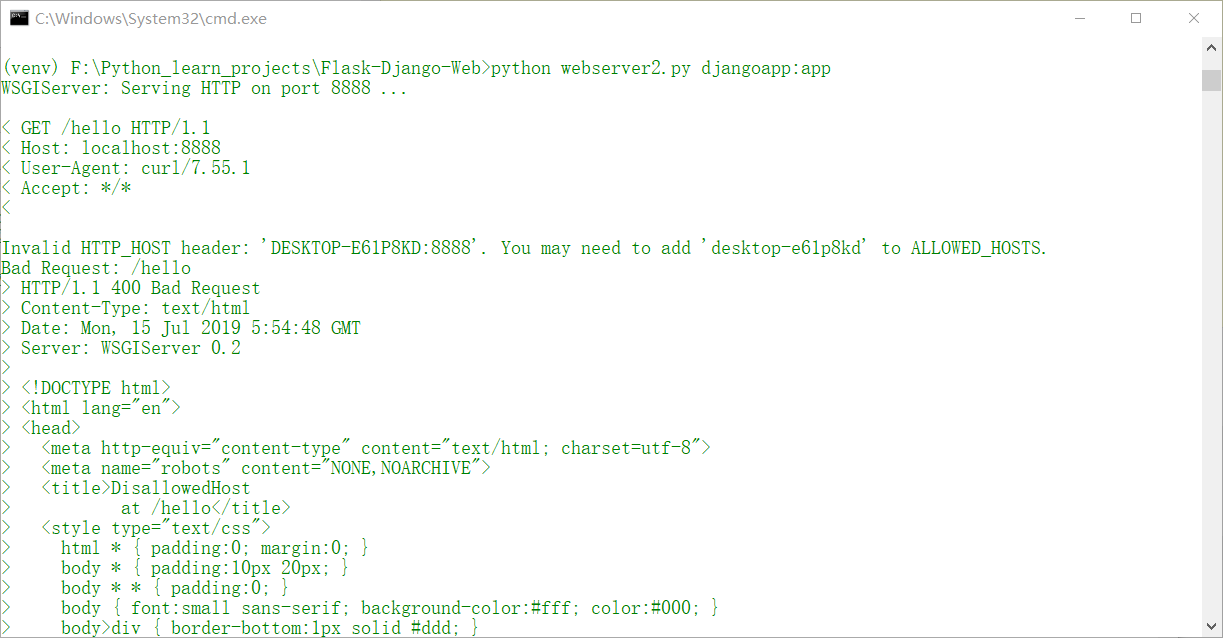 C:\Windows\System32\cmd.exe
(venv) F:\Python_learn_projects\Flask-Django-Web>python webserver2.py djangoapp:app
WSGIServer: Serving HTTP on port 8888 ...
< GET /hello HTTP/1.1
< Host: localhost:8888
< User-Agent: curl/7.55.1
< Accept: */*
<
Invalid HTTP_HOST header: 'DESKTOP-E61P8KD:8888'. You may need to add 'desktop-e61p8kd' to ALLOWED_HOSTS.
Bad Request: /hello
> HTTP/1.1 400 Bad Request
> Content-Type: text/html
> Date: Mon, 15 Jul 2019 5:54:48 GMT
> Server: WSGIServer 0.2
>
> <!DOCTYPE html>
> <html lang="en">
> <head>
>   <meta http-equiv="content-type" content="text/html; charset=utf-8">
>   <meta name="robots" content="NONE,NOARCHIVE">
>   <title>DisallowedHost
>           at /hello</title>
>   <style type="text/css">
>     html * { padding:0; margin:0; }
>     body * { padding:10px 20px; }
>     body * * { padding:0; }
>     body { font:small sans-serif; background-color:#fff; color:#000; }
>     body>div { border-bottom:1px solid #ddd; }